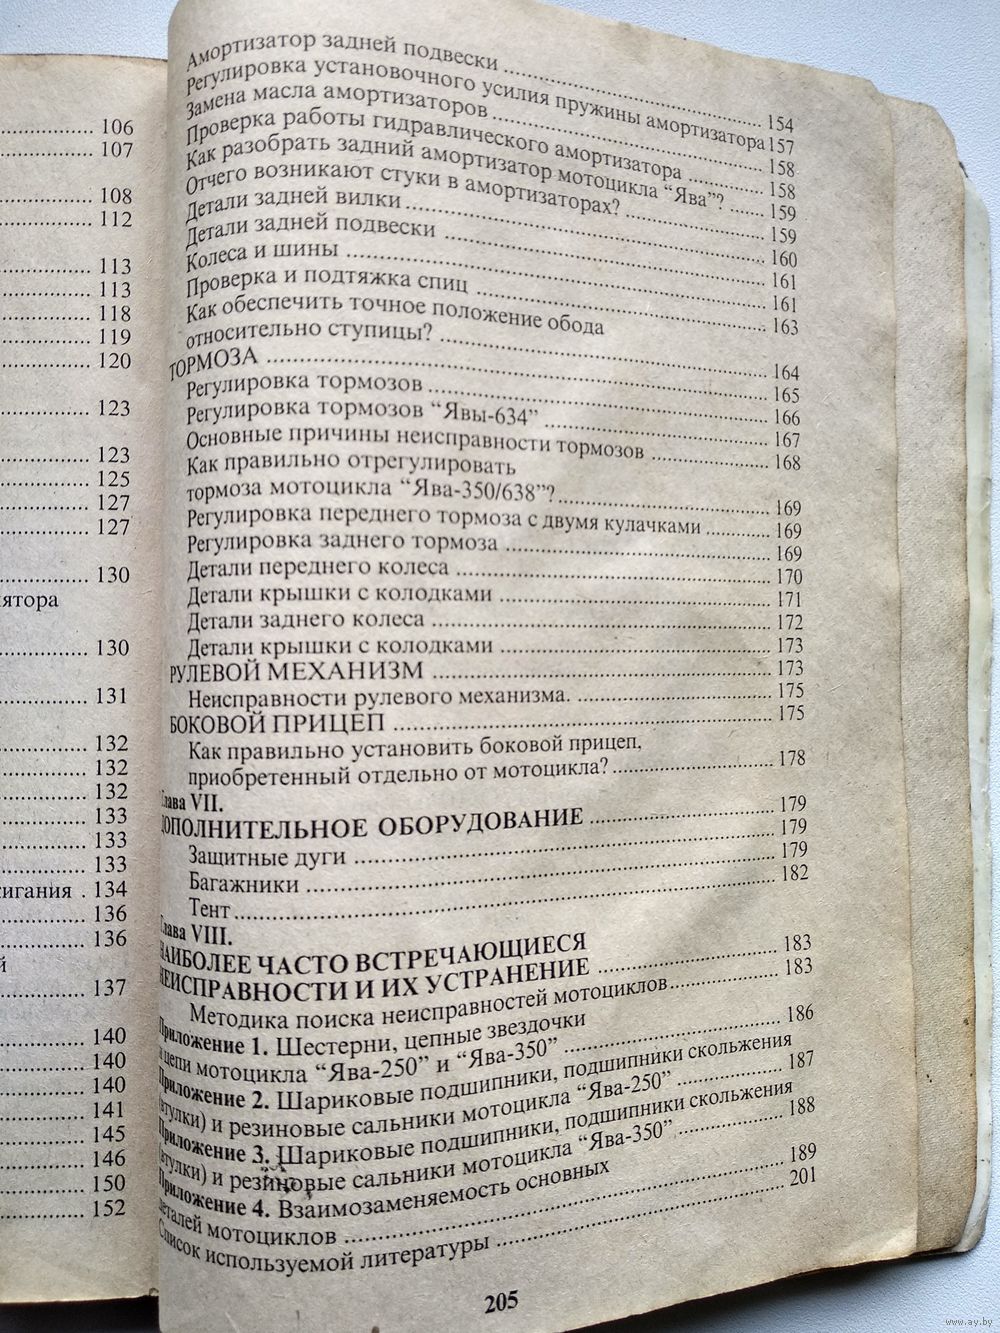 106
107
108
112
113
113
118
119
120
123
123
125
127
127
130
ятора
130
131
132
132
132
133
133
133
игания . 134
136
136
й
137
140
140
140
141
145
146
150
152
Амортизатор задней подвески ... 154
Регулировка установочного усилия пружины амортизатора 157
Замена масла амортизаторов ... 158
Проверка работы гидравлического амортизатора ... 158
Как разобрать задний амортизатор мотоцикла “Ява”? ... 159
Отчего возникают стуки в амортизаторах? ... 159
Детали задней вилки ... 160
Детали задней подвески ... 161
Колеса и шины ... 161
Проверка и подтяжка спиц ... 163
Как обеспечить точное положение обода
относительно ступицы? ... 164
ТОРМОЗА ... 165
Регулировка тормозов ... 166
Регулировка тормозов “Явы-634” ... 167
Основные причины неисправности тормозов ... 168
Как правильно отрегулировать
тормоза мотоцикла “Ява-350/638”? ... 169
Регулировка переднего тормоза с двумя кулачками ... 169
Регулировка заднего тормоза ... 169
Детали переднего колеса ... 170
Детали крышки с колодками ... 171
Детали заднего колеса ... 172
Детали крышки с колодками ... 173
РУЛЕВОЙ МЕХАНИЗМ ... 173
Неисправности рулевого механизма. ... 175
БОКОВОЙ ПРИЦЕП ... 175
Как правильно установить боковой прицеп,
приобретенный отдельно от мотоцикла? ... 178
лава VII.
ДОПОЛНИТЕЛЬНОЕ ОБОРУДОВАНИЕ ... 179
Защитные дуги ... 179
Багажники ... 179
Тент ... 182
лава VIII.
НАИБОЛЕЕ ЧАСТО ВСТРЕЧАЮЩИЕСЯ
НЕИСПРАВНОСТИ И ИХ УСТРАНЕНИЕ ... 183
Методика поиска неисправностей мотоциклов ... 183
Приложение 1. Шестерни, цепные звездочки
и цепи мотоцикла “Ява-250” и “Ява-350” ... 186
Приложение 2. Шариковые подшипники, подшипники скольжения
(втулки) и резиновые сальники мотоцикла “Ява-250” ... 187
Приложение 3. Шариковые подшипники, подшипники скольжения
(втулки) и резиновые сальники мотоцикла “Ява-350” ... 188
Приложение 4. Взаимозаменяемость основных
деталей мотоциклов ... 189
Список используемой литературы ... 201
205
www.ay.by